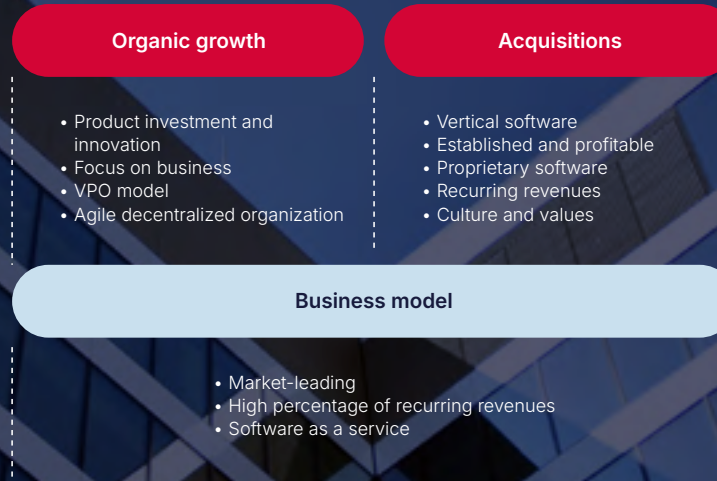 Organic growth
• Product investment and
innovation
• Focus on business
• VPO model
• Agile decentralized organization
Acquisitions
• Vertical software
• Established and profitable
• Proprietary software
• Recurring revenues
• Culture and values
Business model
• Market-leading
• High percentage of recurring revenues
• Software as a service